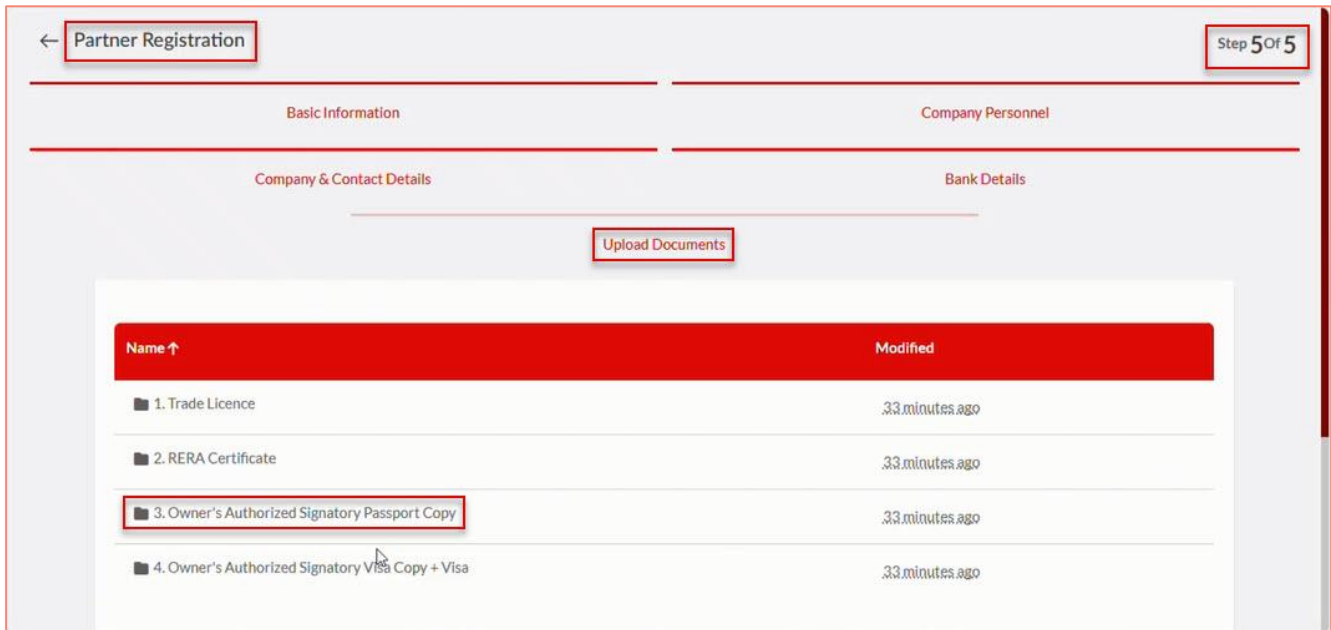 ← Partner Registration
Step 5 Of 5
Basic Information
Company Personnel
Company & Contact Details
Bank Details
Upload Documents
Name ↑
Modified
1. Trade Licence
33 minutes ago
2. RERA Certificate
33 minutes ago
3. Owner's Authorized Signatory Passport Copy
33 minutes ago
4. Owner's Authorized Signatory Visa Copy + Visa
33 minutes ago